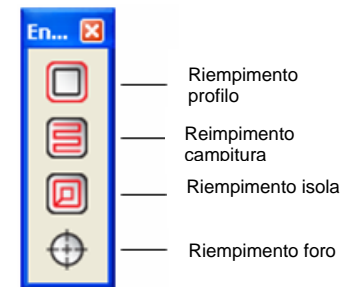 En...
Riempimento
profilo
Reimpimento
campitura
Riempimento isola
Riempimento foro